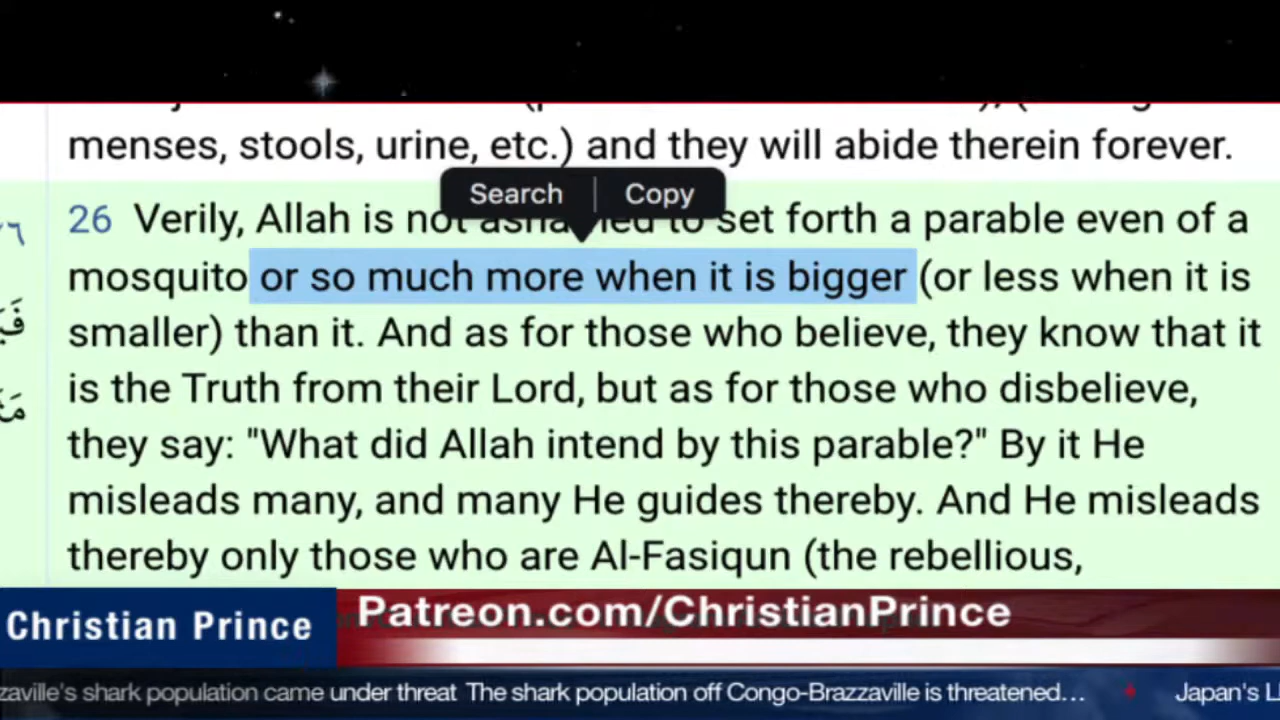 menses, stools, urine, etc.) and they will abide therein forever.
Search Copy
26 Verily, Allah is not ashamed to set forth a parable even of a
mosquito or so much more when it is bigger (or less when it is
smaller) than it. And as for those who believe, they know that it
is the Truth from their Lord, but as for those who disbelieve,
they say: "What did Allah intend by this parable?" By it He
misleads many, and many He guides thereby. And He misleads
thereby only those who are Al-Fasiqun (the rebellious,
Christian Prince
Patreon.com/ChristianPrince
zaville's shark population came under threat The shark population off Congo-Brazzaville is threatened... Japan's